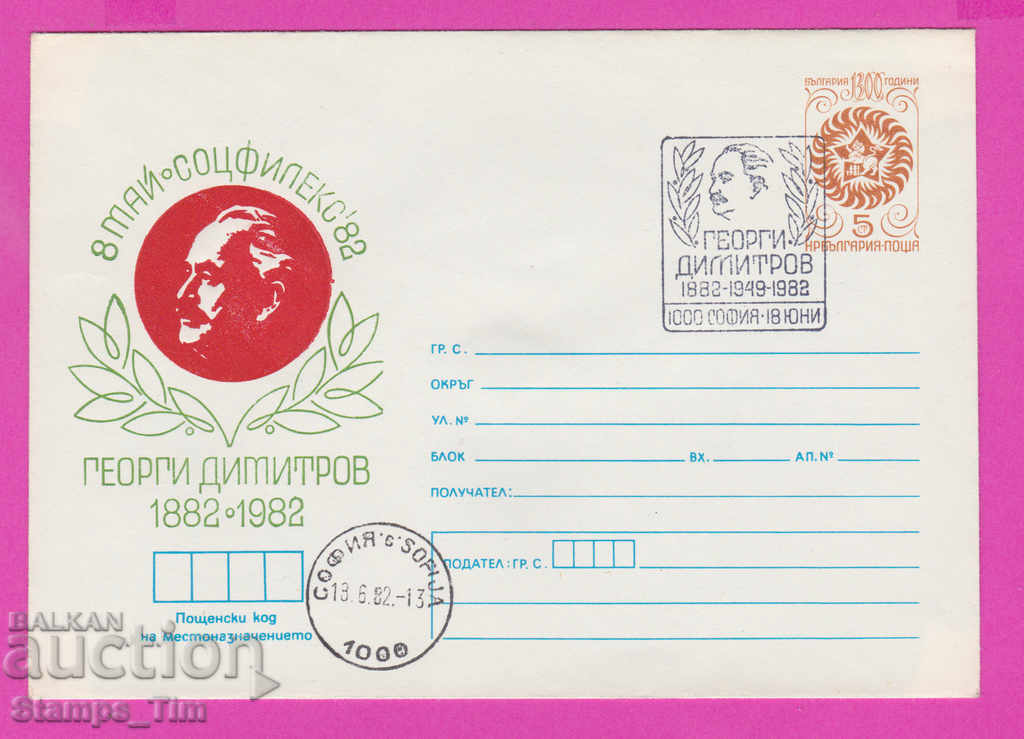 БЪЛГАРИЯ 1300 ГОДИНИ
5 СТ
НР БЪЛГАРИЯ·ПОЩА
8 МАЙ · СОЦФИЛЕКС '82
ГЕОРГИ ДИМИТРОВ
1882·1982
·ГЕОРГИ·
ДИМИТРОВ
1882-1949-1982
1000 СОФИЯ·18 ЮНИ
ГР. С.
ОКРЪГ
УЛ. №
БЛОК ВХ. АП. №
ПОЛУЧАТЕЛ:
ПОДАТЕЛ: ГР. С.
СОФИЯ·с·SOFIJA
18.6.82.-13
1000
Пощенски код
на местоназначението
BALKAN
auction
Stamps_Tim